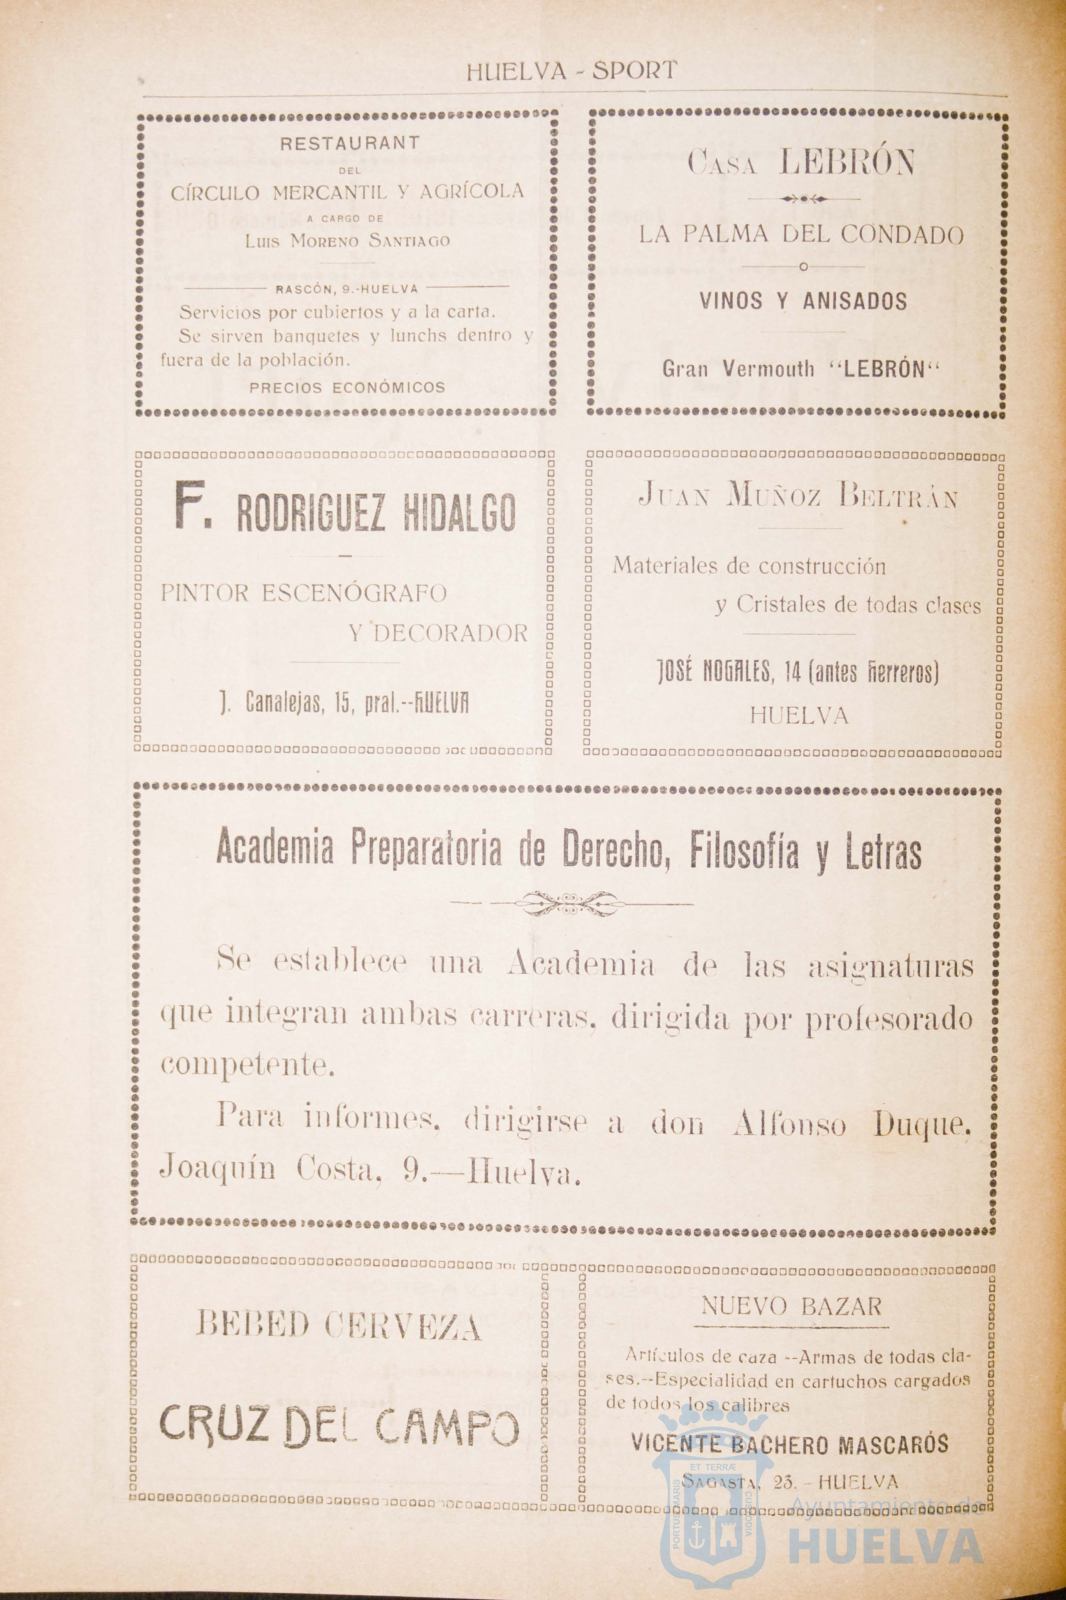 HUELVA - SPORT
RESTAURANT
DEL
CÍRCULO MERCANTIL Y AGRÍCOLA
A CARGO DE
LUIS MORENO SANTIAGO
RASCÓN, 9.-HUELVA
Servicios por cubiertos y a la carta.
Se sirven banquetes y lunchs dentro y
fuera de la población.
PRECIOS ECONÓMICOS
CASA LEBRÓN
LA PALMA DEL CONDADO
VINOS Y ANISADOS
Gran Vermouth "LEBRÓN"
F. RODRIGUEZ HIDALGO
PINTOR ESCENÓGRAFO
Y DECORADOR
J. Canalejas, 15, pral.--HUELVA
JUAN MUÑOZ BELTRÁN
Materiales de construcción
y Cristales de todas clases
JOSÉ NOGALES, 14 (antes Herreros)
HUELVA
Academia Preparatoria de Derecho, Filosofía y Letras
Se establece una Academia de las asignaturas
que integran ambas carreras, dirigida por profesorado
competente.
Para informes, dirigirse a don Alfonso Duque,
Joaquín Costa, 9.—Huelva.
BEBED CERVEZA
CRUZ DEL CAMPO
NUEVO BAZAR
Artículos de caza --Armas de todas cla-
ses.--Especialidad en cartuchos cargados
de todos los calibres
VICENTE BACHERO MASCARÓS
SAGASTA, 23. - HUELVA
PORTUS MARIS
ET TERRÆ
CUSTODIA
Ayuntamiento de
HUELVA